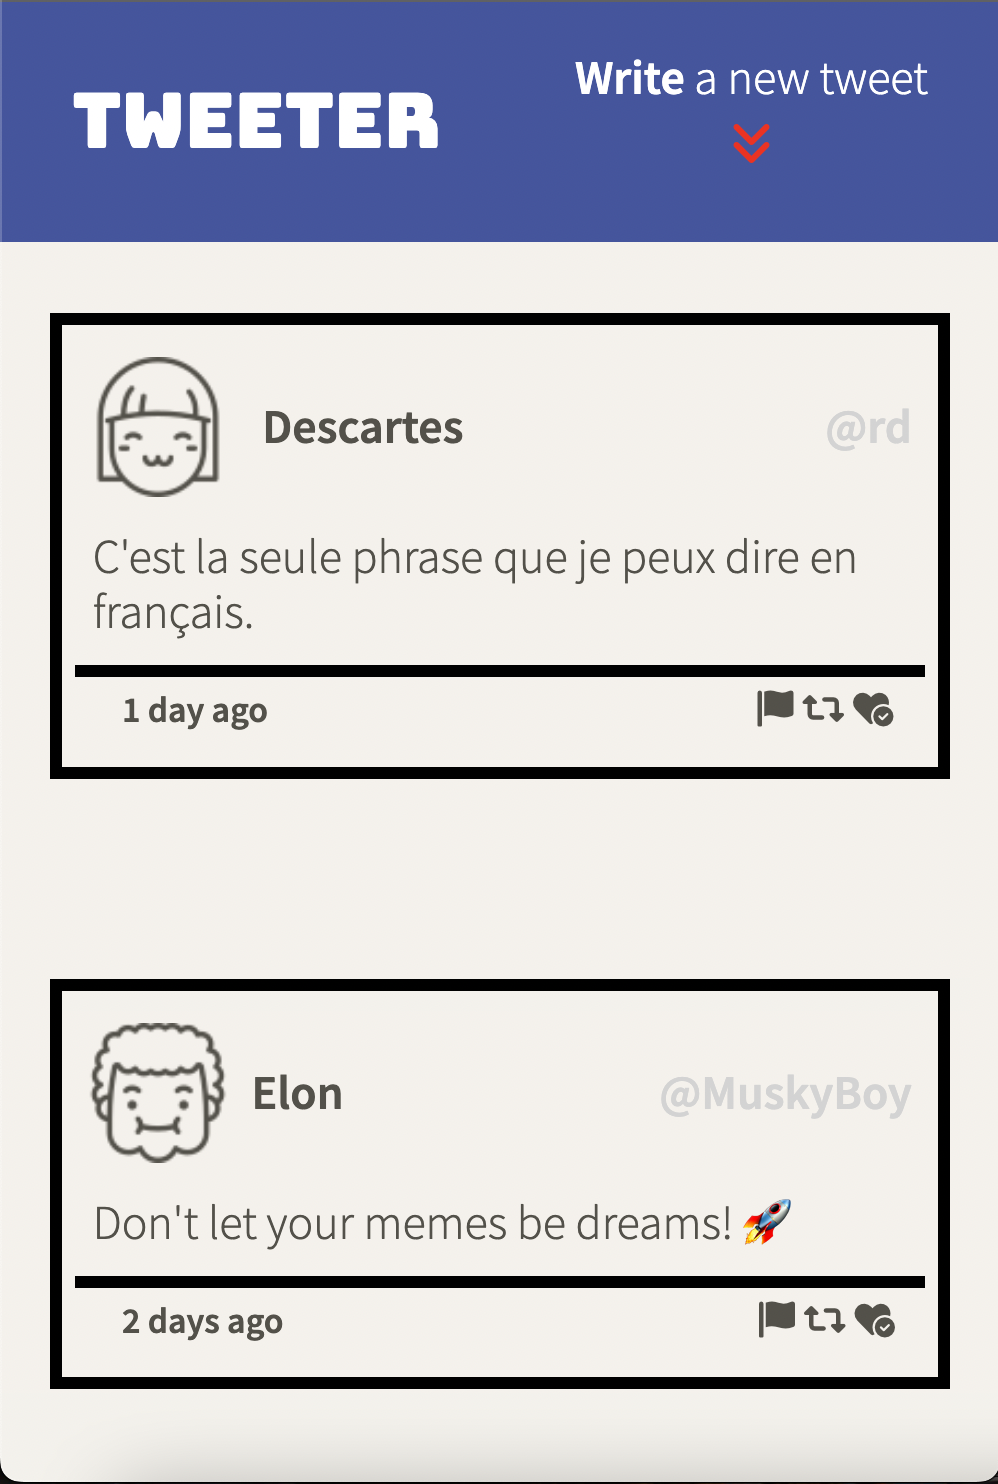 TWEETER
Write a new tweet
Descartes
@rd
C'est la seule phrase que je peux dire en
français.
1 day ago
Elon
@MuskyBoy
Don't let your memes be dreams! 🚀
2 days ago